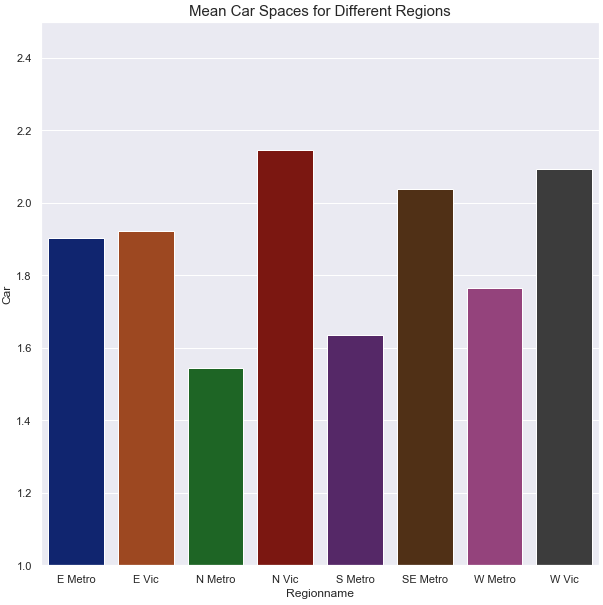 Mean Car Spaces for Different Regions
2.4
2.2
2.0
1.8
1.6
1.4
1.2
1.0
Car
E Metro E Vic N Metro N Vic S Metro SE Metro W Metro W Vic
Regionname